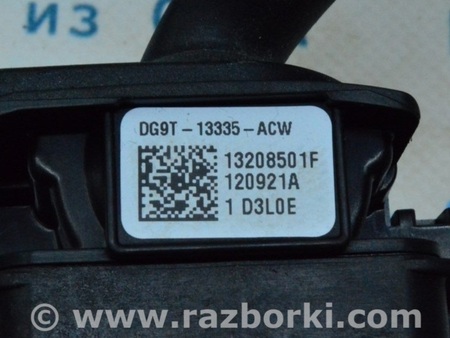 из
DG9T-13335-ACW
13208501F
120921A
1 D3L0E
© www.razborki.com